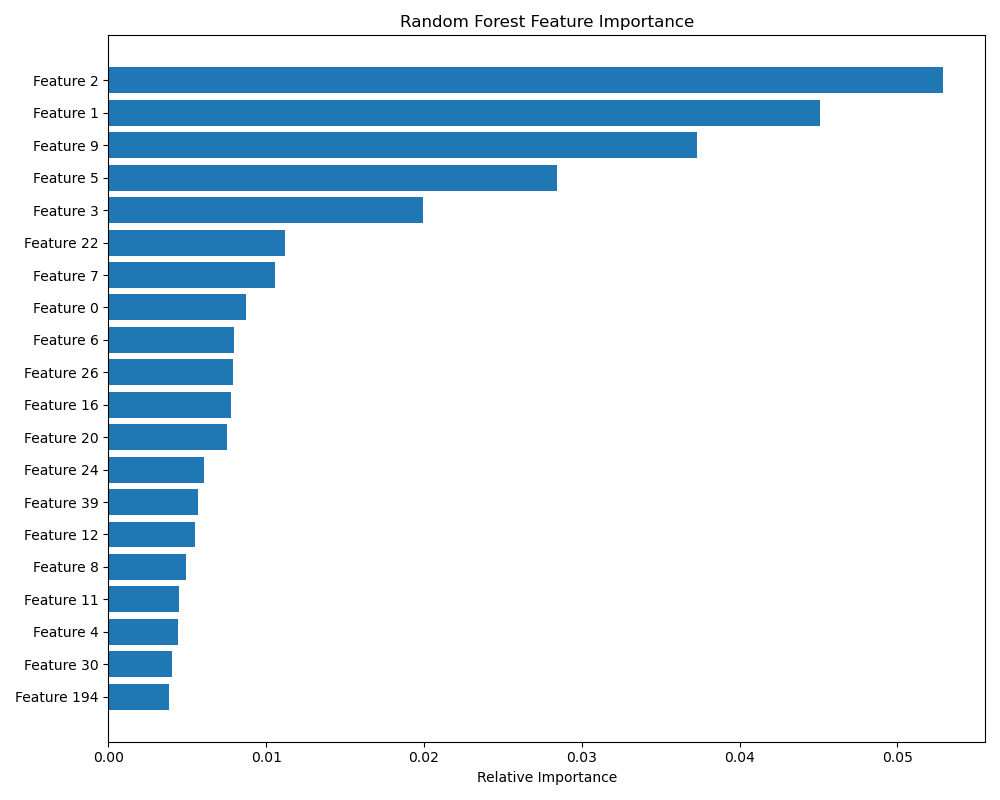 Random Forest Feature Importance
Feature 2
Feature 1
Feature 9
Feature 5
Feature 3
Feature 22
Feature 7
Feature 0
Feature 6
Feature 26
Feature 16
Feature 20
Feature 24
Feature 39
Feature 12
Feature 8
Feature 11
Feature 4
Feature 30
Feature 194
0.00 0.01 0.02 0.03 0.04 0.05
Relative Importance